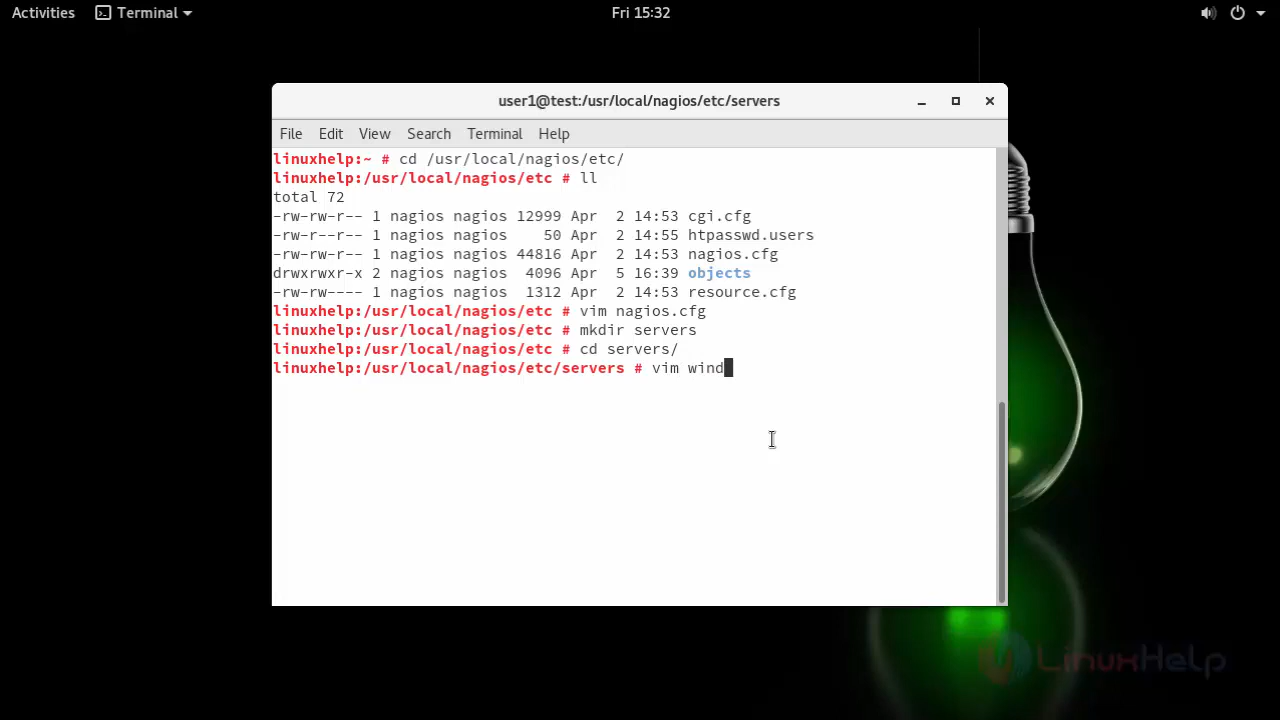 Activities Terminal Fri 15:32
user1@test:/usr/local/nagios/etc/servers
File Edit View Search Terminal Help
linuxhelp:~ # cd /usr/local/nagios/etc/
linuxhelp:/usr/local/nagios/etc # ll
total 72
-rw-rw-r-- 1 nagios nagios 12999 Apr  2 14:53 cgi.cfg
-rw-r--r-- 1 nagios nagios    50 Apr  2 14:55 htpasswd.users
-rw-rw-r-- 1 nagios nagios 44816 Apr  2 14:53 nagios.cfg
drwxrwxr-x 2 nagios nagios  4096 Apr  5 16:39 objects
-rw-rw---- 1 nagios nagios  1312 Apr  2 14:53 resource.cfg
linuxhelp:/usr/local/nagios/etc # vim nagios.cfg
linuxhelp:/usr/local/nagios/etc # mkdir servers
linuxhelp:/usr/local/nagios/etc # cd servers/
linuxhelp:/usr/local/nagios/etc/servers # vim wind
LinuxHelp